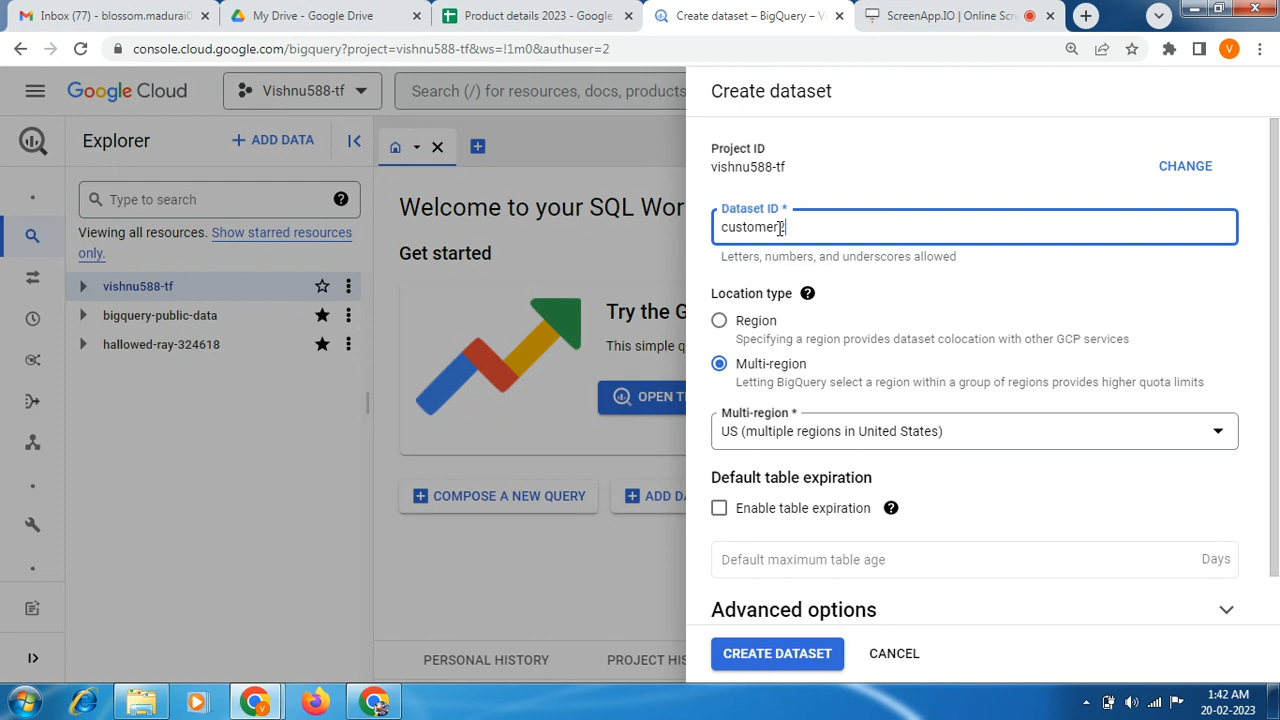 Inbox (77) - blossom.madurai@
My Drive - Google Drive
Product details 2023 - Google
Create dataset – BigQuery – V
ScreenApp.IO | Online Scr
console.cloud.google.com/bigquery?project=vishnu588-tf&ws=!1m0&authuser=2
V
Google Cloud
Vishnu588-tf
Search (/) for resources, docs, products
Explorer
+ ADD DATA
Type to search
Viewing all resources. Show starred resources
only.
vishnu588-tf
bigquery-public-data
hallowed-ray-324618
Welcome to your SQL Wor
Get started
Try the G
This simple q
OPEN T
COMPOSE A NEW QUERY
ADD DA
PERSONAL HISTORY
PROJECT HIS
Create dataset
Project ID
vishnu588-tf
CHANGE
Dataset ID *
customer
Letters, numbers, and underscores allowed
Location type
Region
Specifying a region provides dataset colocation with other GCP services
Multi-region
Letting BigQuery select a region within a group of regions provides higher quota limits
Multi-region *
US (multiple regions in United States)
Default table expiration
Enable table expiration
Default maximum table age
Days
Advanced options
CREATE DATASET
CANCEL
1:42 AM
20-02-2023